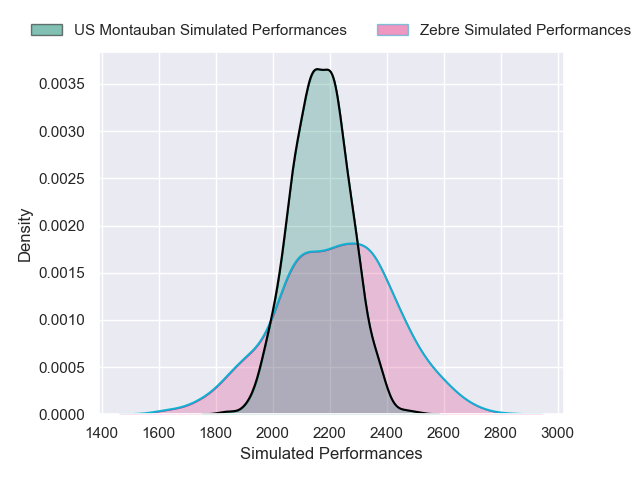 US Montauban Simulated Performances
Zebre Simulated Performances
0.0035
0.0030
0.0025
0.0020
0.0015
0.0010
0.0005
0.0000
Density
1400 1600 1800 2000 2200 2400 2600 2800 3000
Simulated Performances